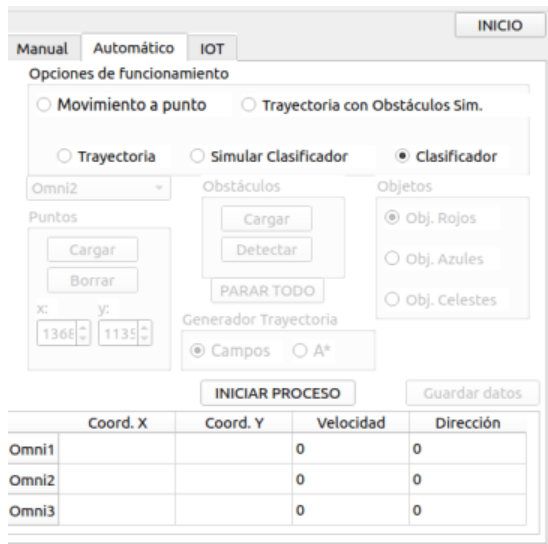 INICIO
Manual Automático IOT
Opciones de funcionamiento
Movimiento a punto Trayectoria con Obstáculos Sim.
Trayectoria Simular Clasificador Clasificador
Omni2 Obstáculos Objetos
Puntos Cargar Obj. Rojos
Cargar Detectar Obj. Azules
Borrar PARAR TODO Obj. Celestes
x: y: Generador Trayectoria
1368 1135 Campos A*
INICIAR PROCESO Guardar datos
Coord. X Coord. Y Velocidad Dirección
Omni1 0 0
Omni2 0 0
Omni3 0 0